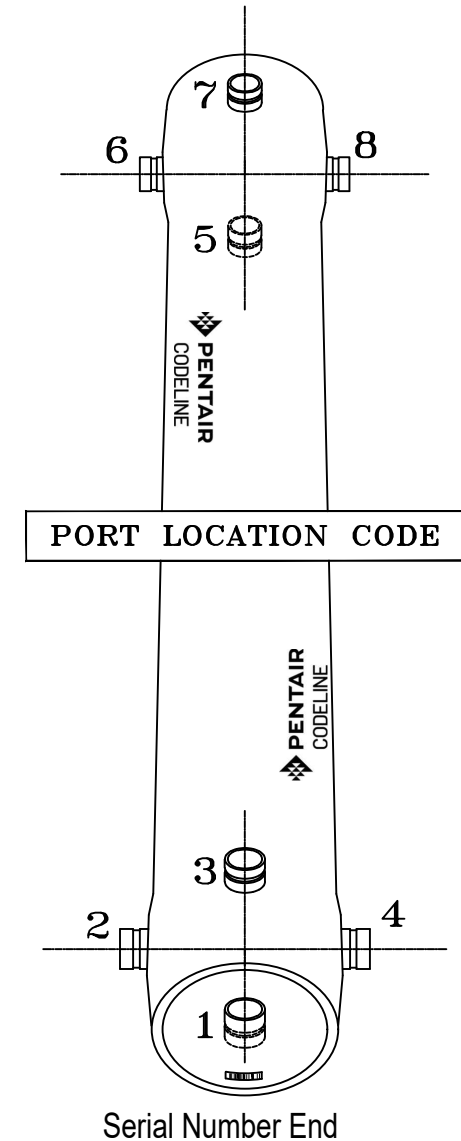 7
6
8
5
PENTAIR
CODELINE
PORT LOCATION CODE
PENTAIR
CODELINE
3
2
4
1
Serial Number End